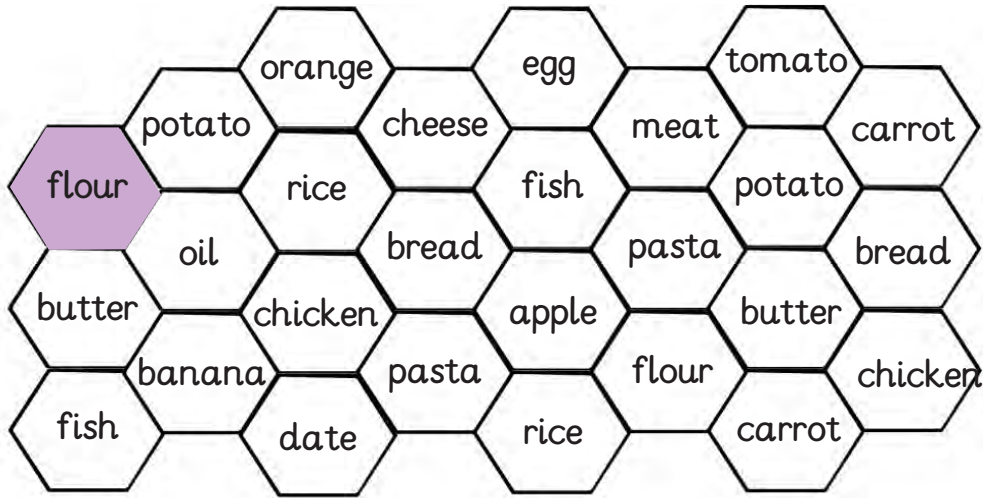 orange
egg
tomato
potato
cheese
meat
carrot
flour
rice
fish
potato
oil
bread
pasta
bread
butter
chicken
apple
butter
banana
pasta
flour
chicken
fish
date
rice
carrot